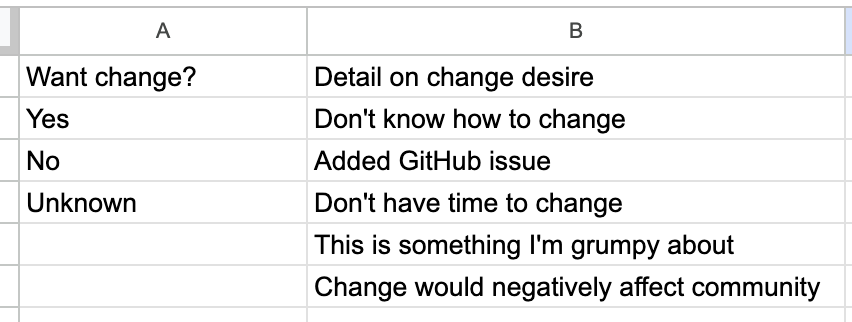 A B
Want change? Detail on change desire
Yes Don't know how to change
No Added GitHub issue
Unknown Don't have time to change
This is something I'm grumpy about
Change would negatively affect community